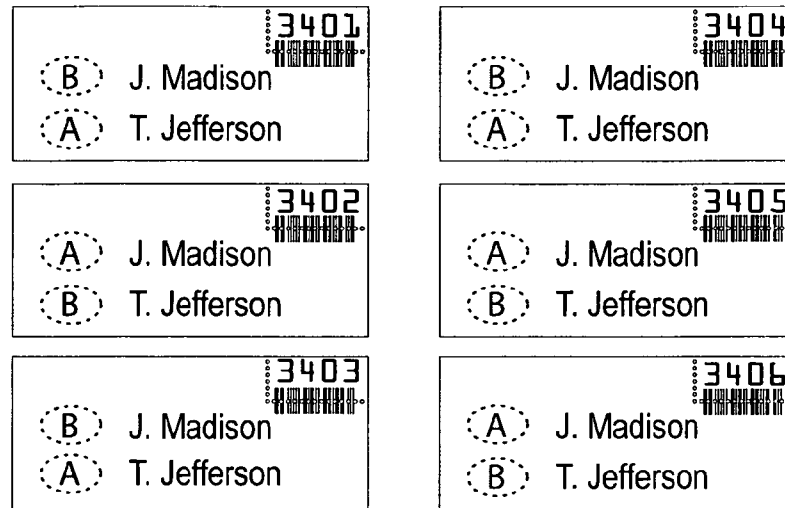 3401
B J. Madison
A T. Jefferson
3402
A J. Madison
B T. Jefferson
3403
B J. Madison
A T. Jefferson
3404
B J. Madison
A T. Jefferson
3405
A J. Madison
B T. Jefferson
3406
A J. Madison
B T. Jefferson